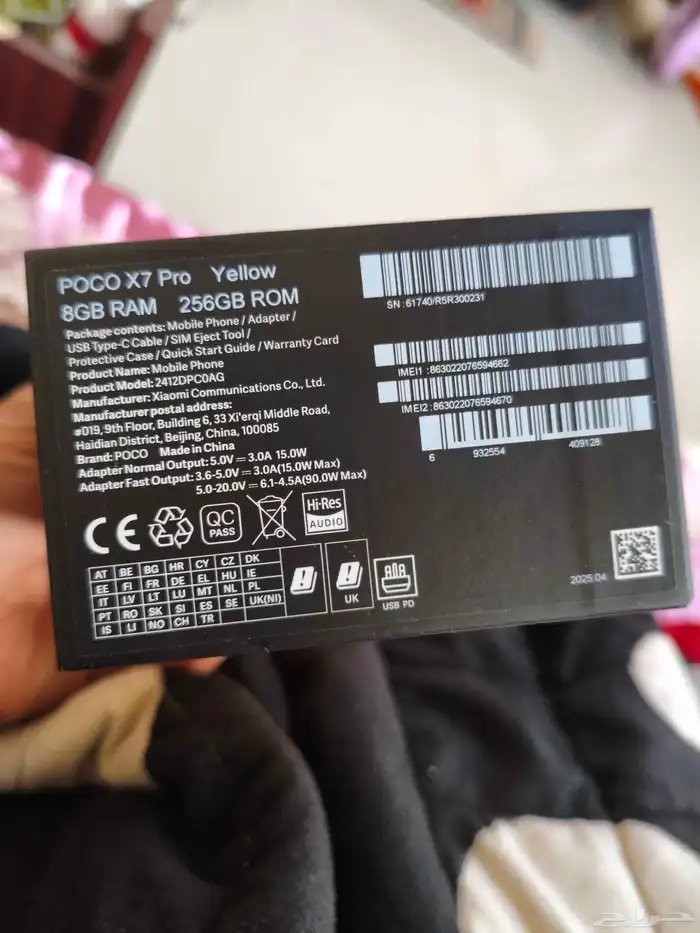 POCO X7 Pro Yellow
8GB RAM 256GB ROM
Package contents: Mobile Phone / Adapter /
USB Type-C Cable / SIM Eject Tool /
Protective Case / Quick Start Guide / Warranty Card
Product Name: Mobile Phone
Product Model: 2412DPC0AG
Manufacturer: Xiaomi Communications Co., Ltd.
Manufacturer postal address:
#019, 9th Floor, Building 6, 33 Xi'erqi Middle Road,
Haidian District, Beijing, China, 100085
Brand: POCO Made in China
Adapter Normal Output: 5.0V⎓3.0A 15.0W
Adapter Fast Output: 3.6-5.0V⎓3.0A(15.0W Max)
5.0-20.0V⎓6.1-4.5A(90.0W Max)
SN:61740/R5R300231
IMEI1:863022076594662
IMEI2:863022076594670
6 932554 409128
CE
QC
PASS
Hi-Res
AUDIO
AT BE BG HR CY CZ DK
EE FI FR DE EL HU IE
IT LV LT LU MT NL PL
PT RO SK SI ES SE UK(NI)
IS LI NO CH TR
UK
USB PD
2025.04
حراج